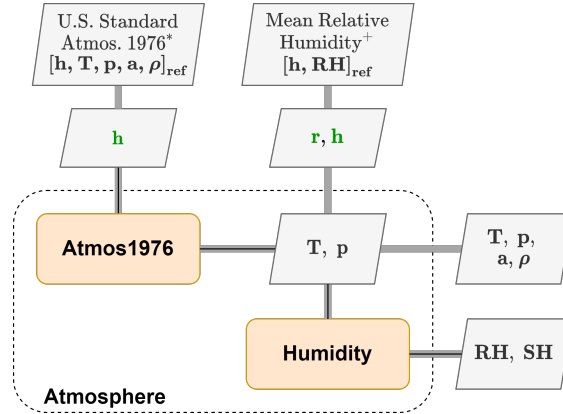 U.S. Standard
Atmos. 1976*
[h, T, p, a, ρ]ref
Mean Relative
Humidity+
[h, RH]ref
h
r, h
Atmos1976
T, p
T, p,
a, ρ
Humidity
RH, SH
Atmosphere